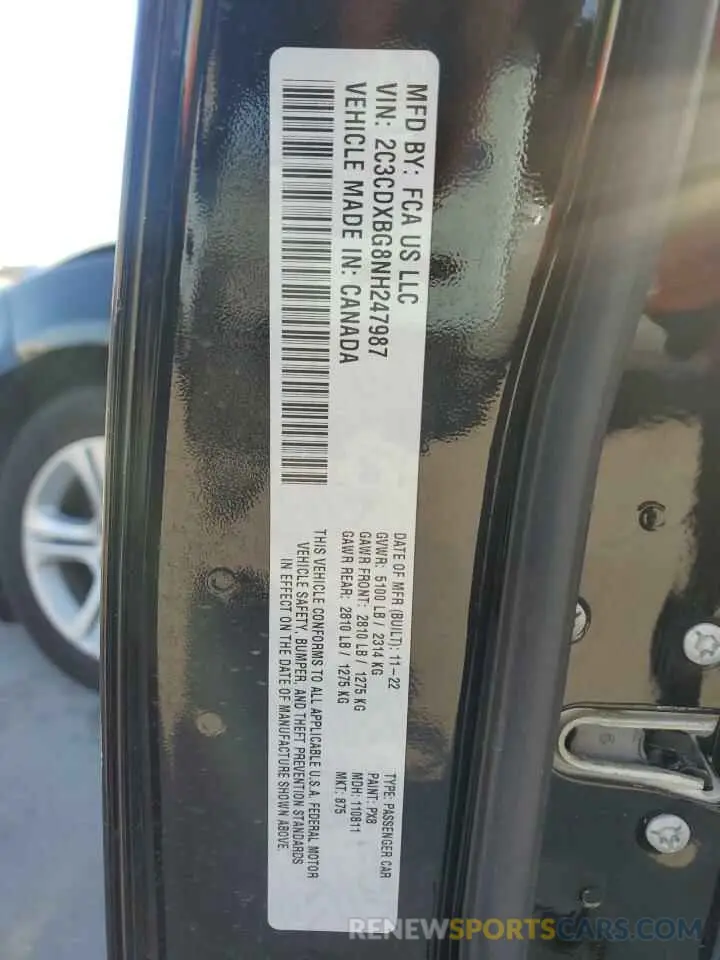 MFD BY: FCA US LLC
VIN: 2C3CDXBG8NH247987
VEHICLE MADE IN: CANADA
DATE OF MFR (BUILT): 11-22
GVWR: 5100 LB / 2314 KG
GAWR FRONT: 2810 LB / 1275 KG
GAWR REAR: 2810 LB / 1275 KG
TYPE: PASSENGER CAR
PAINT: PX8
MDH: 110811
MKT: 875
THIS VEHICLE CONFORMS TO ALL APPLICABLE U.S.A. FEDERAL MOTOR
VEHICLE SAFETY, BUMPER, AND THEFT PREVENTION STANDARDS
IN EFFECT ON THE DATE OF MANUFACTURE SHOWN ABOVE.
RENEWSPORTSCARS.COM